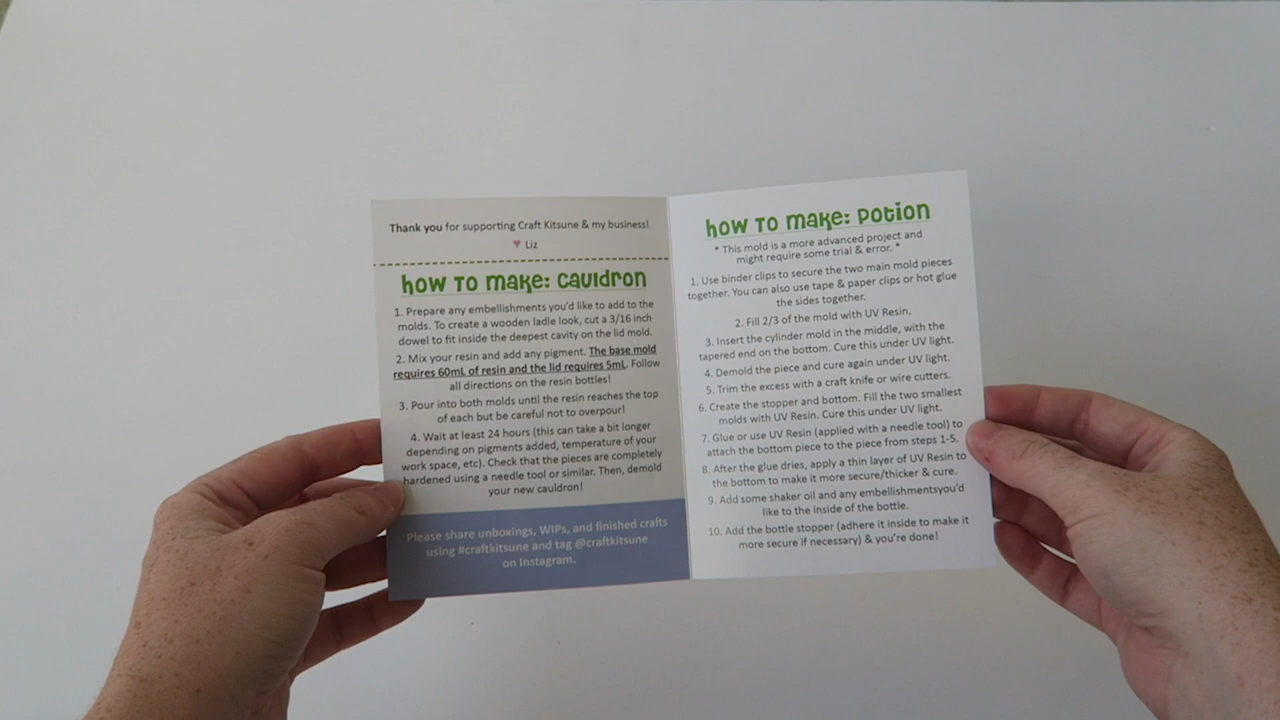 Thank you for supporting Craft Kitsune & my business!
♥ Liz
how to make: cauldron
1. Prepare any embellishments you'd like to add to the
molds. To create a wooden ladle look, cut a 3/16 inch
dowel to fit inside the deepest cavity on the lid mold.
2. Mix your resin and add any pigment. The base mold
requires 60mL of resin and the lid requires 5mL. Follow
all directions on the resin bottles!
3. Pour into both molds until the resin reaches the top
of each but be careful not to overpour!
4. Wait at least 24 hours (this can take a bit longer
depending on pigments added, temperature of your
work space, etc). Check that the pieces are completely
hardened using a needle tool or similar. Then, demold
your new cauldron!
Please share unboxings, WIPs, and finished crafts
using #craftkitsune and tag @craftkitsune
on Instagram.
how to make: potion
* This mold is a more advanced project and
might require some trial & error. *
1. Use binder clips to secure the two main mold pieces
together. You can also use tape & paper clips or hot glue
the sides together.
2. Fill 2/3 of the mold with UV Resin.
3. Insert the cylinder mold in the middle, with the
tapered end on the bottom. Cure this under UV light.
4. Demold the piece and cure again under UV light.
5. Trim the excess with a craft knife or wire cutters.
6. Create the stopper and bottom. Fill the two smallest
molds with UV Resin. Cure this under UV light.
7. Glue or use UV Resin (applied with a needle tool) to
attach the bottom piece to the piece from steps 1-5.
8. After the glue dries, apply a thin layer of UV Resin to
the bottom to make it more secure/thicker & cure.
9. Add some shaker oil and any embellishmentsyou'd
like to the inside of the bottle.
10. Add the bottle stopper (adhere it inside to make it
more secure if necessary) & you're done!